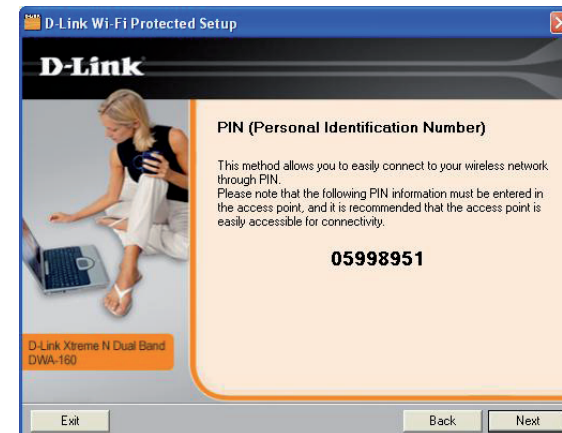 D-Link Wi-Fi Protected Setup
D-Link
PIN (Personal Identification Number)
This method allows you to easily connect to your wireless network
through PIN.
Please note that the following PIN information must be entered in
the access point, and it is recommended that the access point is
easily accessible for connectivity.
05998951
D-Link Xtreme N Dual Band
DWA-160
Exit
Back
Next